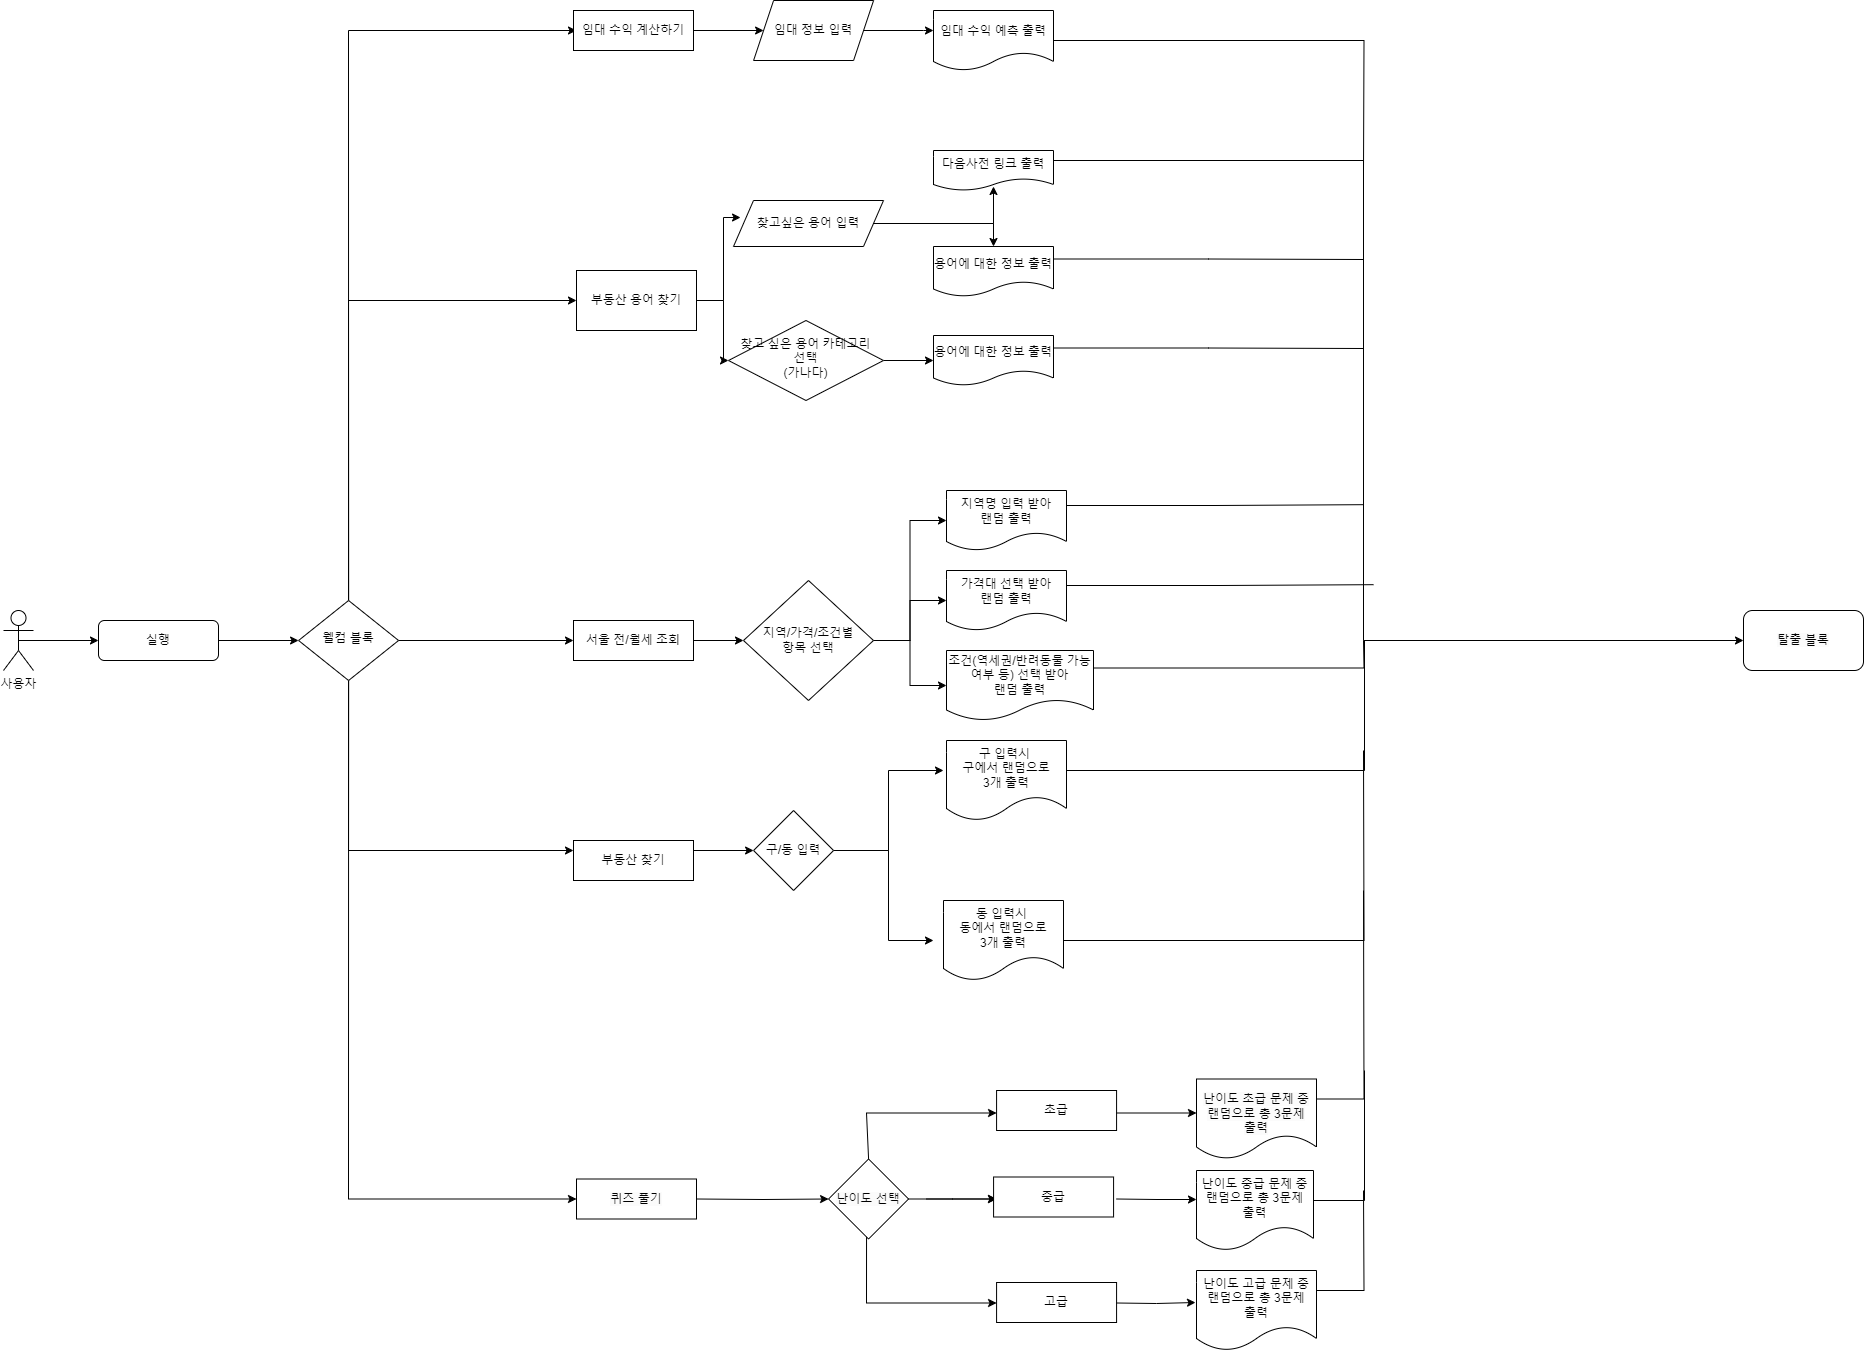 임대 수익 계산하기
임대 정보 입력
임대 수익 예측 출력
다음사전 링크 출력
찾고싶은 용어 입력
용어에 대한 정보 출력
부동산 용어 찾기
찾고 싶은 용어 카테고리
선택
(가나다)
용어에 대한 정보 출력
지역명 입력 받아
랜덤 출력
가격대 선택 받아
랜덤 출력
사용자
실행
웰컴 블록
서울 전/월세 조회
지역/가격/조건별
항목 선택
조건(역세권/반려동물 가능
여부 등) 선택 받아
랜덤 출력
탈출 블록
구 입력시
구에서 랜덤으로
3개 출력
부동산 찾기
구/동 입력
동 입력시
동에서 랜덤으로
3개 출력
초급
난이도 초급 문제 중
랜덤으로 총 3문제
출력
퀴즈 풀기
난이도 선택
중급
난이도 중급 문제 중
랜덤으로 총 3문제
출력
고급
난이도 고급 문제 중
랜덤으로 총 3문제
출력